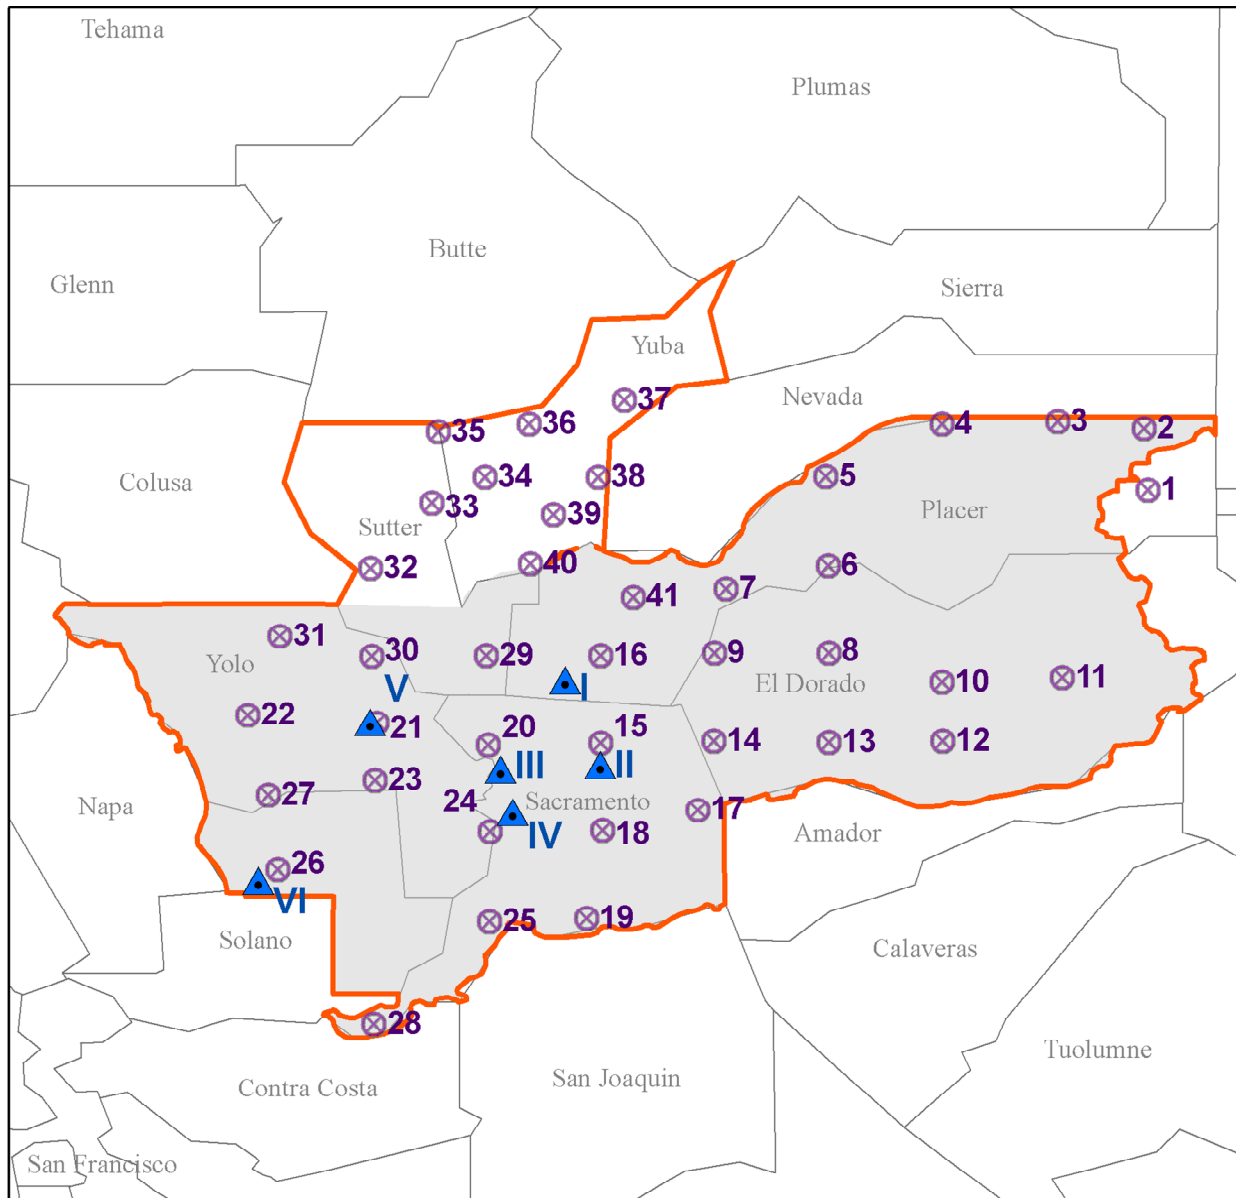 Tehama
Plumas
Butte
Glenn
Sierra
Yuba
Nevada
37
36
35
4
3
2
Colusa
34
38
5
1
33
39
Placer
Sutter
32
40
6
7
41
31
30
29
16
9
8
Yolo
V
I
El Dorado
10
11
22
21
20
15
14
13
12
III
II
27
23
24
Sacramento
17
Napa
IV
18
Amador
26
VI
25
19
Solano
Calaveras
28
Tuolumne
Contra Costa
San Joaquin
San Francisco